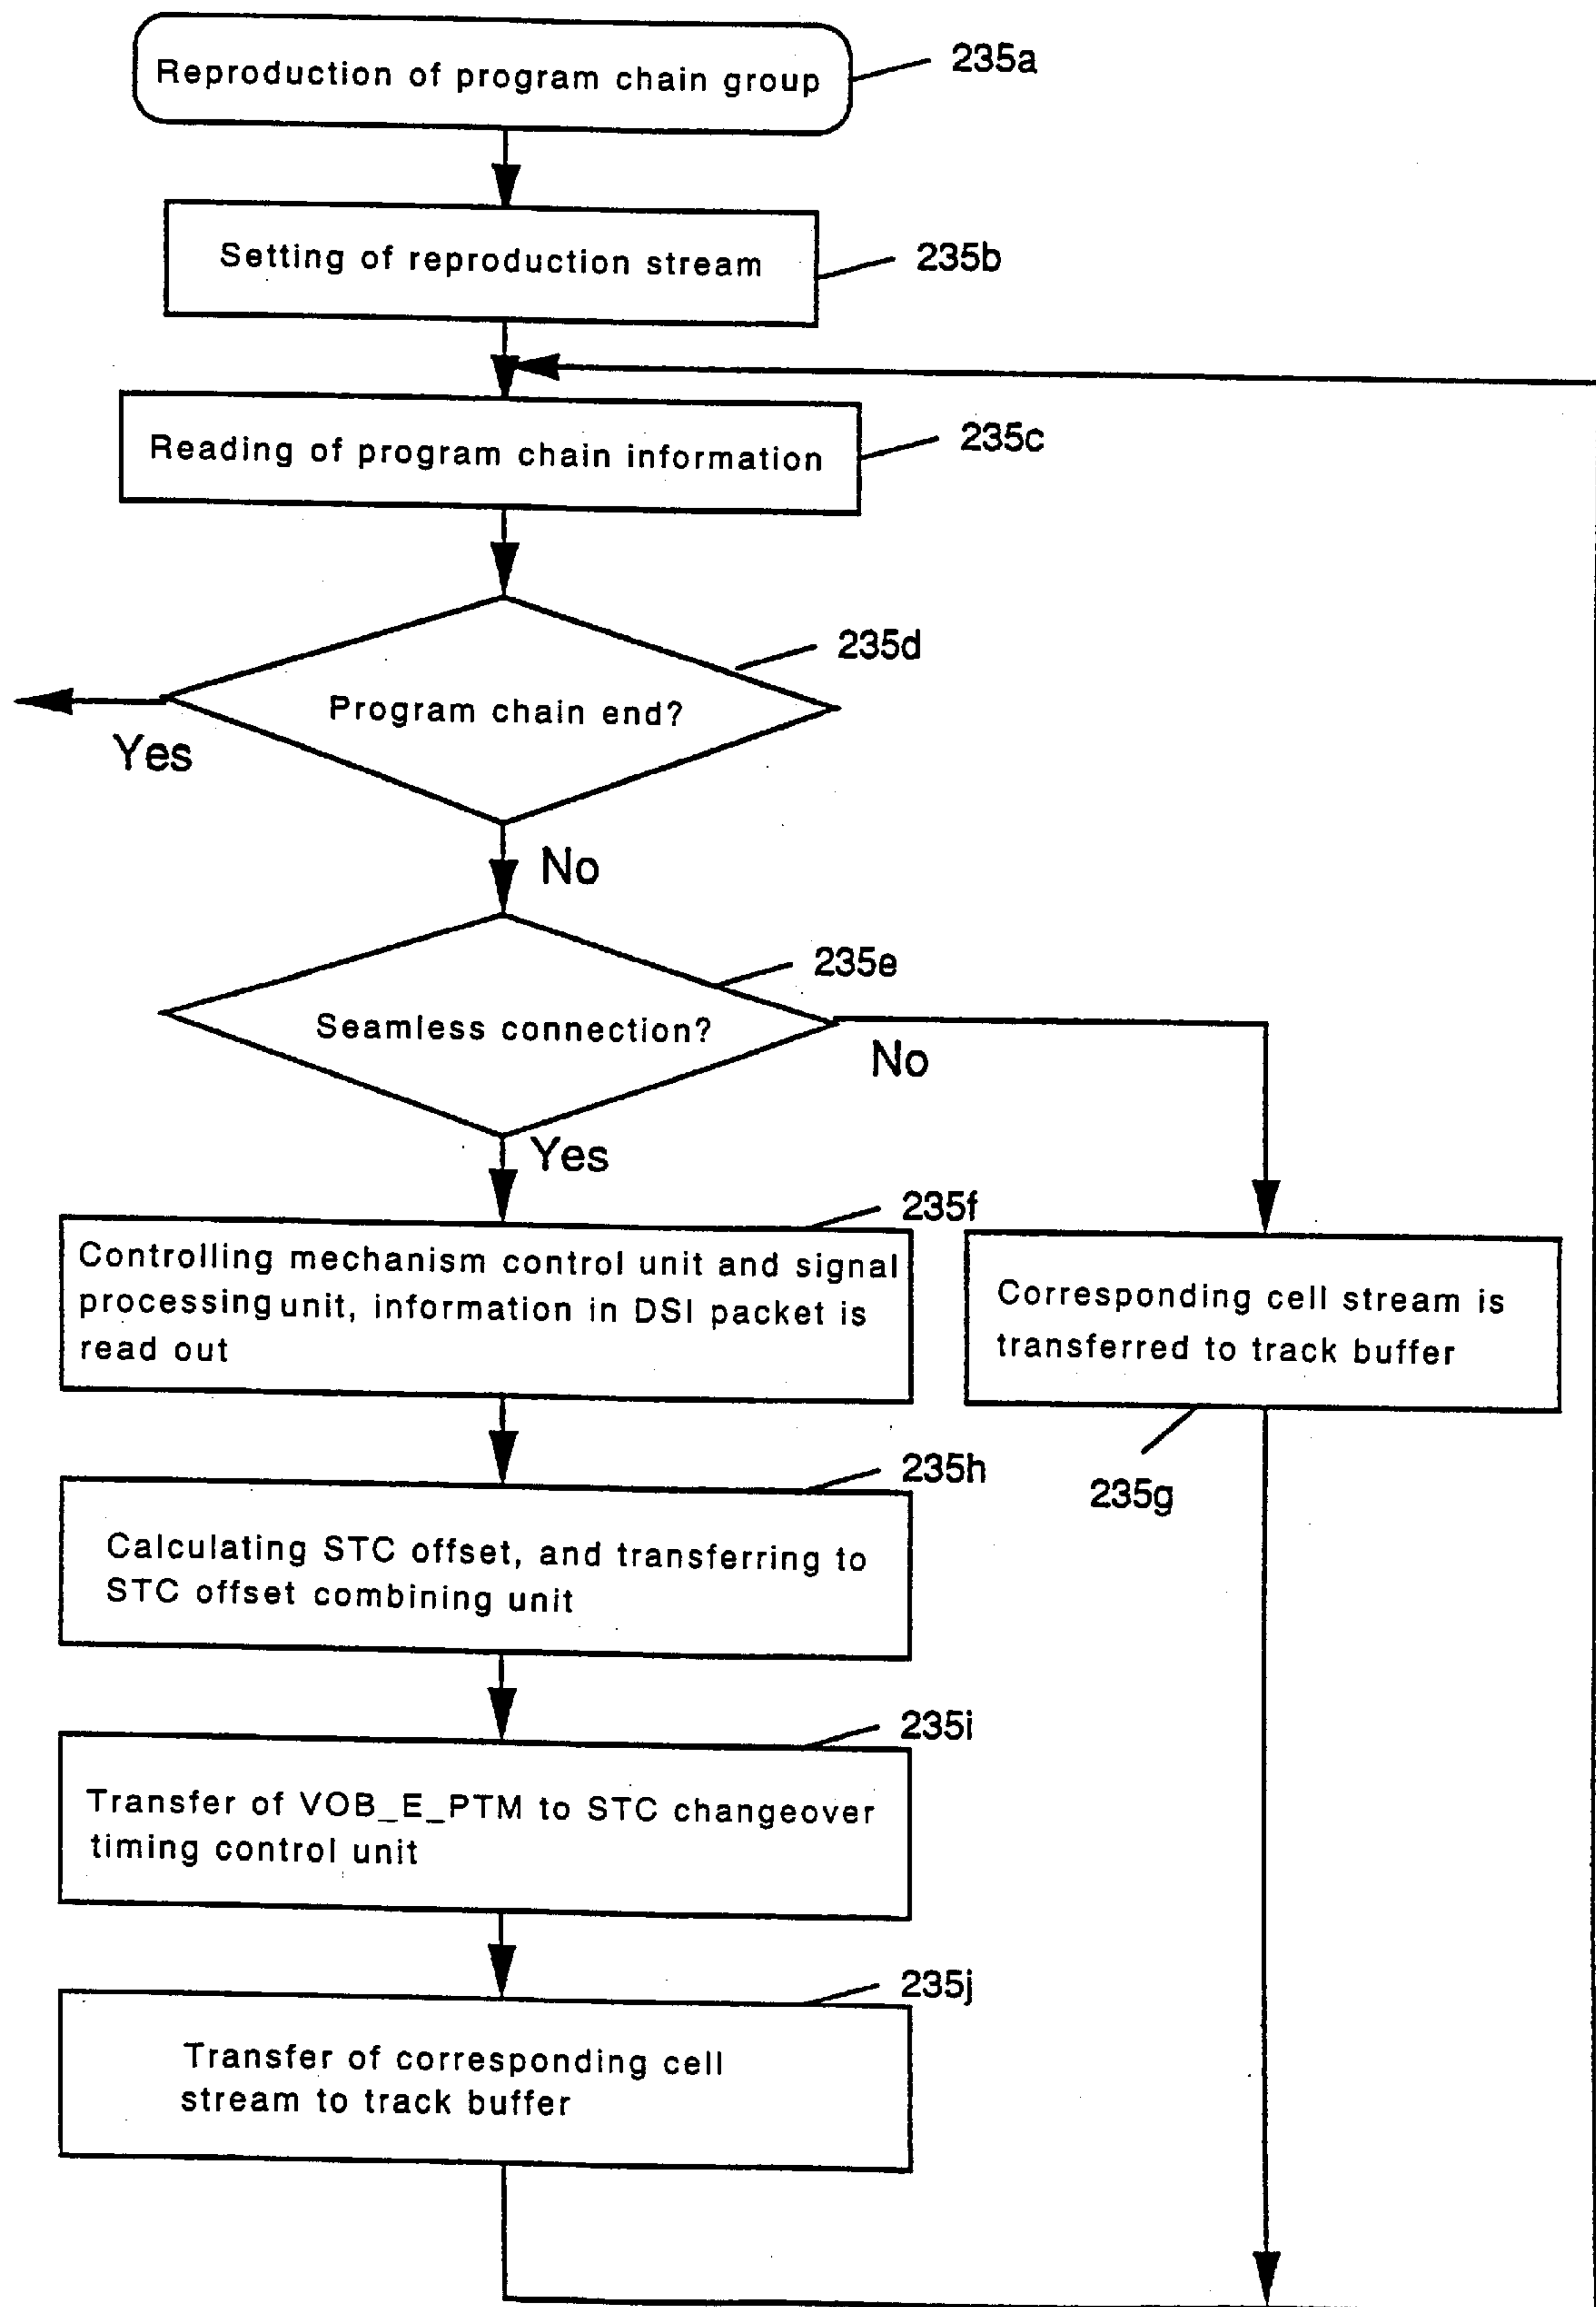 Reproduction of program chain group
235a
Setting of reproduction stream
235b
Reading of program chain information
235c
235d
Program chain end?
Yes
No
235e
Seamless connection?
No
Yes
235f
Controlling mechanism control unit and signal
processing unit, information in DSI packet is
read out
Corresponding cell stream is
transferred to track buffer
235g
235h
Calculating STC offset, and transferring to
STC offset combining unit
235i
Transfer of VOB_E_PTM to STC changeover
timing control unit
235j
Transfer of corresponding cell
stream to track buffer